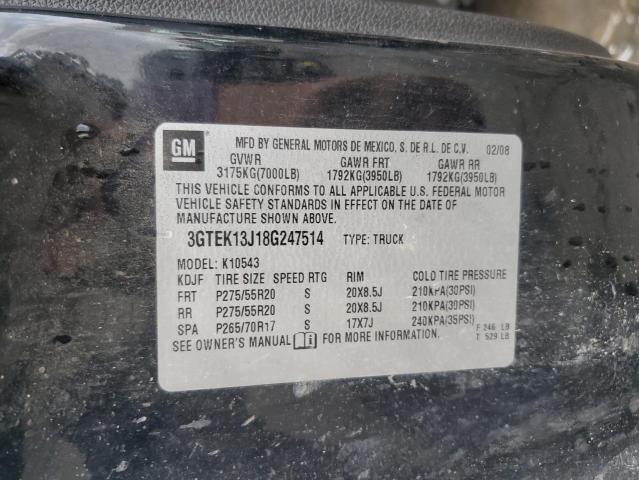 GM
MFD BY GENERAL MOTORS DE MEXICO, S. DE R.L. DE C.V. 02/08
GVWR GAWR FRT GAWR RR
3175KG(7000LB) 1792KG(3950LB) 1792KG(3950LB)
THIS VEHICLE CONFORMS TO ALL APPLICABLE U.S. FEDERAL MOTOR
VEHICLE SAFETY STANDARDS IN EFFECT ON THE DATE OF
MANUFACTURE SHOWN ABOVE.
3GTEK13J18G247514 TYPE: TRUCK
MODEL: K10543
KDJF TIRE SIZE SPEED RTG RIM COLD TIRE PRESSURE
FRT P275/55R20 S 20X8.5J 210KPA(30PSI)
RR P275/55R20 S 20X8.5J 210KPA(30PSI)
SPA P265/70R17 S 17X7J 240KPA(35PSI)
SEE OWNER'S MANUAL FOR MORE INFORMATION.
F 246 LB
T 529 LB